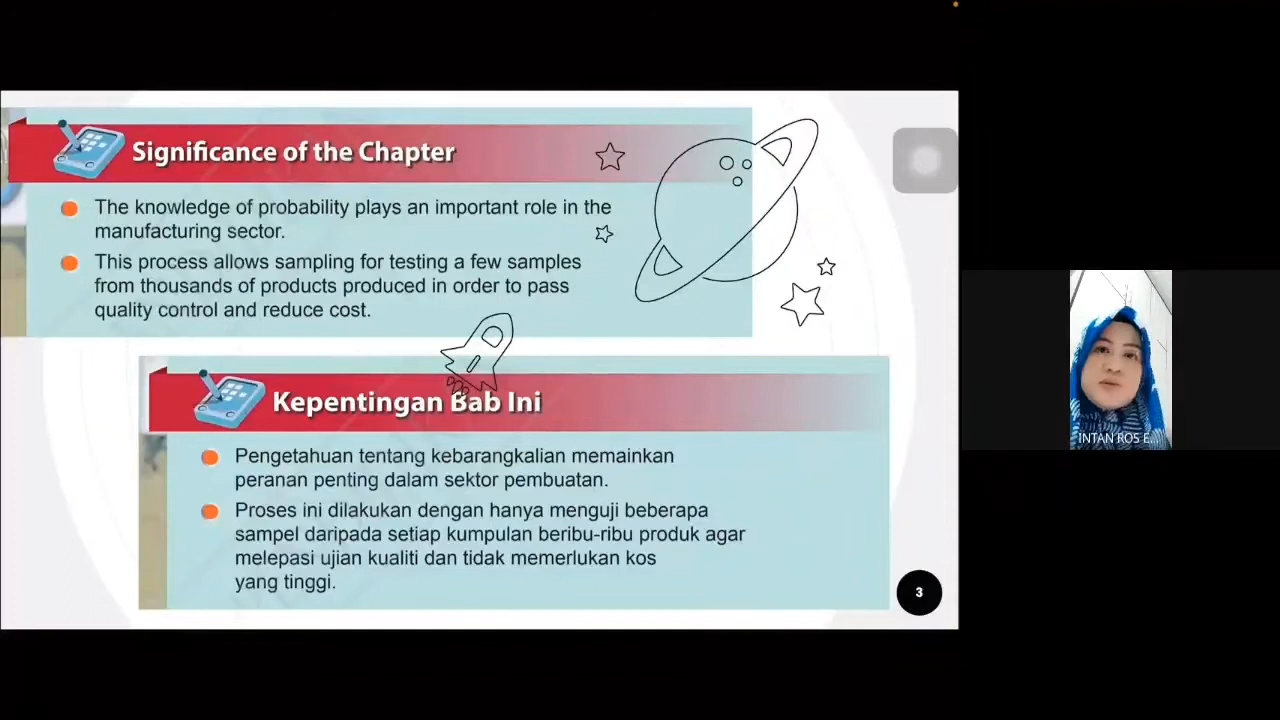 Significance of the Chapter
The knowledge of probability plays an important role in the
manufacturing sector.
This process allows sampling for testing a few samples
from thousands of products produced in order to pass
quality control and reduce cost.
Kepentingan Bab Ini
Pengetahuan tentang kebarangkalian memainkan
peranan penting dalam sektor pembuatan.
Proses ini dilakukan dengan hanya menguji beberapa
sampel daripada setiap kumpulan beribu-ribu produk agar
melepasi ujian kualiti dan tidak memerlukan kos
yang tinggi.
3
INTAN ROS E...